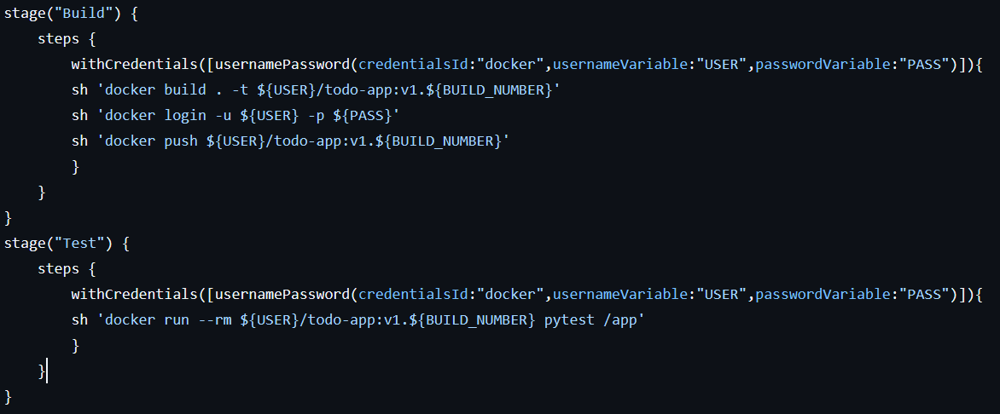 stage("Build") {
    steps {
        withCredentials([usernamePassword(credentialsId:"docker",usernameVariable:"USER",passwordVariable:"PASS")]){
        sh 'docker build . -t ${USER}/todo-app:v1.${BUILD_NUMBER}'
        sh 'docker login -u ${USER} -p ${PASS}'
        sh 'docker push ${USER}/todo-app:v1.${BUILD_NUMBER}'
        }
    }
}
stage("Test") {
    steps {
        withCredentials([usernamePassword(credentialsId:"docker",usernameVariable:"USER",passwordVariable:"PASS")]){
        sh 'docker run --rm ${USER}/todo-app:v1.${BUILD_NUMBER} pytest /app'
        }
    }
}